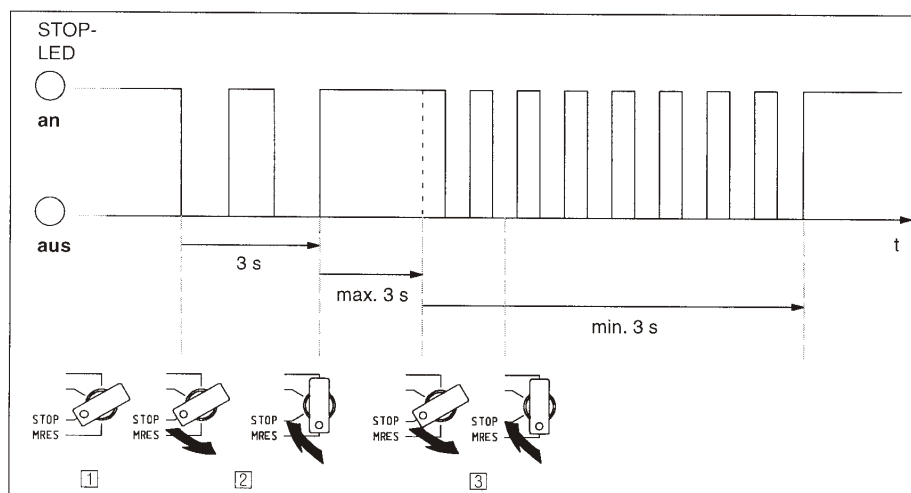 STOP-
LED
an
aus
t
3 s
max. 3 s
min. 3 s
STOP
MRES
STOP
MRES
STOP
MRES
STOP
MRES
STOP
MRES
1
2
3